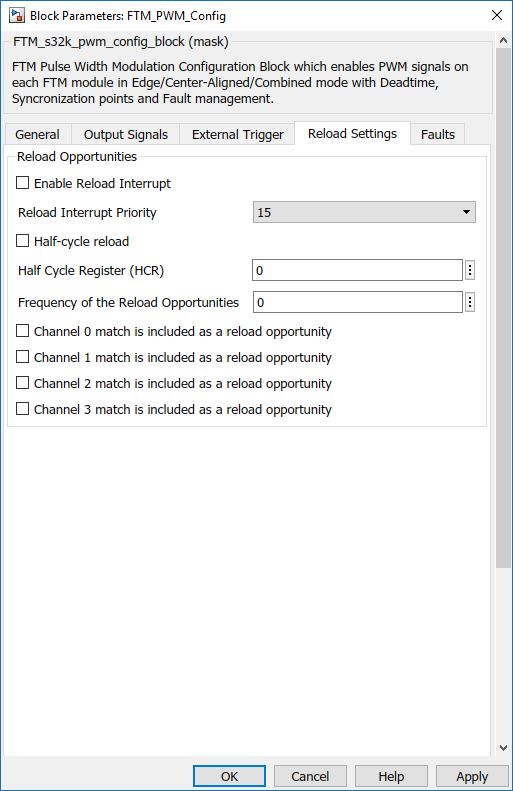 Block Parameters: FTM_PWM_Config
FTM_s32k_pwm_config_block (mask)
FTM Pulse Width Modulation Configuration Block which enables PWM signals on
each FTM module in Edge/Center-Aligned/Combined mode with Deadtime,
Syncronization points and Fault management.
General Output Signals External Trigger Reload Settings Faults
Reload Opportunities
Enable Reload Interrupt
Reload Interrupt Priority 15
Half-cycle reload
Half Cycle Register (HCR) 0
Frequency of the Reload Opportunities 0
Channel 0 match is included as a reload opportunity
Channel 1 match is included as a reload opportunity
Channel 2 match is included as a reload opportunity
Channel 3 match is included as a reload opportunity
OK Cancel Help Apply